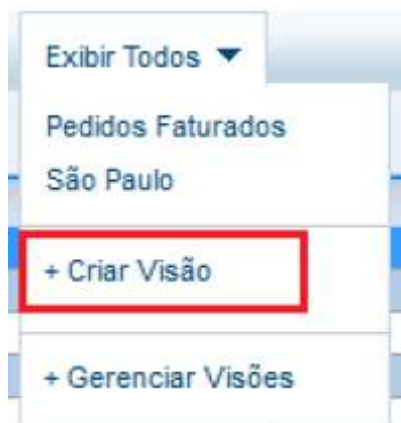 Exibir Todos ▼
Pedidos Faturados
São Paulo
+ Criar Visão
+ Gerenciar Visões